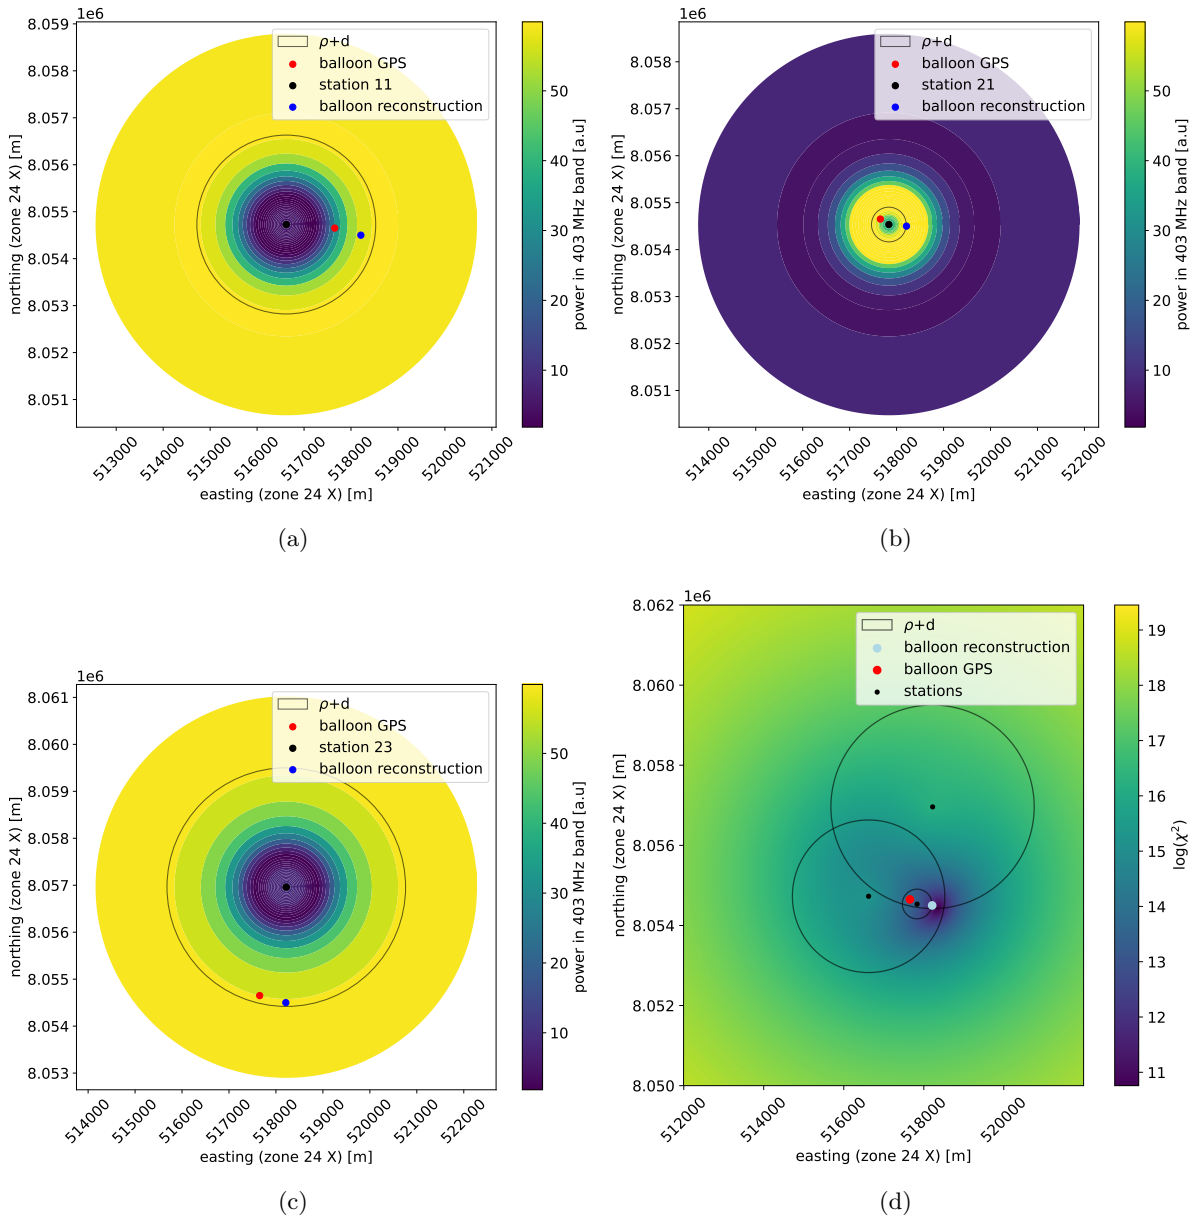 1e6
8.059
8.058
8.057
8.056
8.055
8.054
8.053
8.052
8.051
northing (zone 24 X) [m]
513000
514000
515000
516000
517000
518000
519000
520000
521000
easting (zone 24 X) [m]
ρ+d
balloon GPS
station 11
balloon reconstruction
50
40
30
20
10
power in 403 MHz band [a.u]
(a)
1e6
8.058
8.057
8.056
8.055
8.054
8.053
8.052
8.051
northing (zone 24 X) [m]
514000
515000
516000
517000
518000
519000
520000
521000
522000
easting (zone 24 X) [m]
ρ+d
balloon GPS
station 21
balloon reconstruction
50
40
30
20
10
power in 403 MHz band [a.u]
(b)
1e6
8.061
8.060
8.059
8.058
8.057
8.056
8.055
8.054
8.053
northing (zone 24 X) [m]
514000
515000
516000
517000
518000
519000
520000
521000
522000
easting (zone 24 X) [m]
ρ+d
balloon GPS
station 23
balloon reconstruction
50
40
30
20
10
power in 403 MHz band [a.u]
(c)
1e6
8.062
8.060
8.058
8.056
8.054
8.052
8.050
northing (zone 24 X) [m]
512000
514000
516000
518000
520000
easting (zone 24 X) [m]
ρ+d
balloon reconstruction
balloon GPS
stations
19
18
17
16
15
14
13
12
11
log(χ²)
(d)